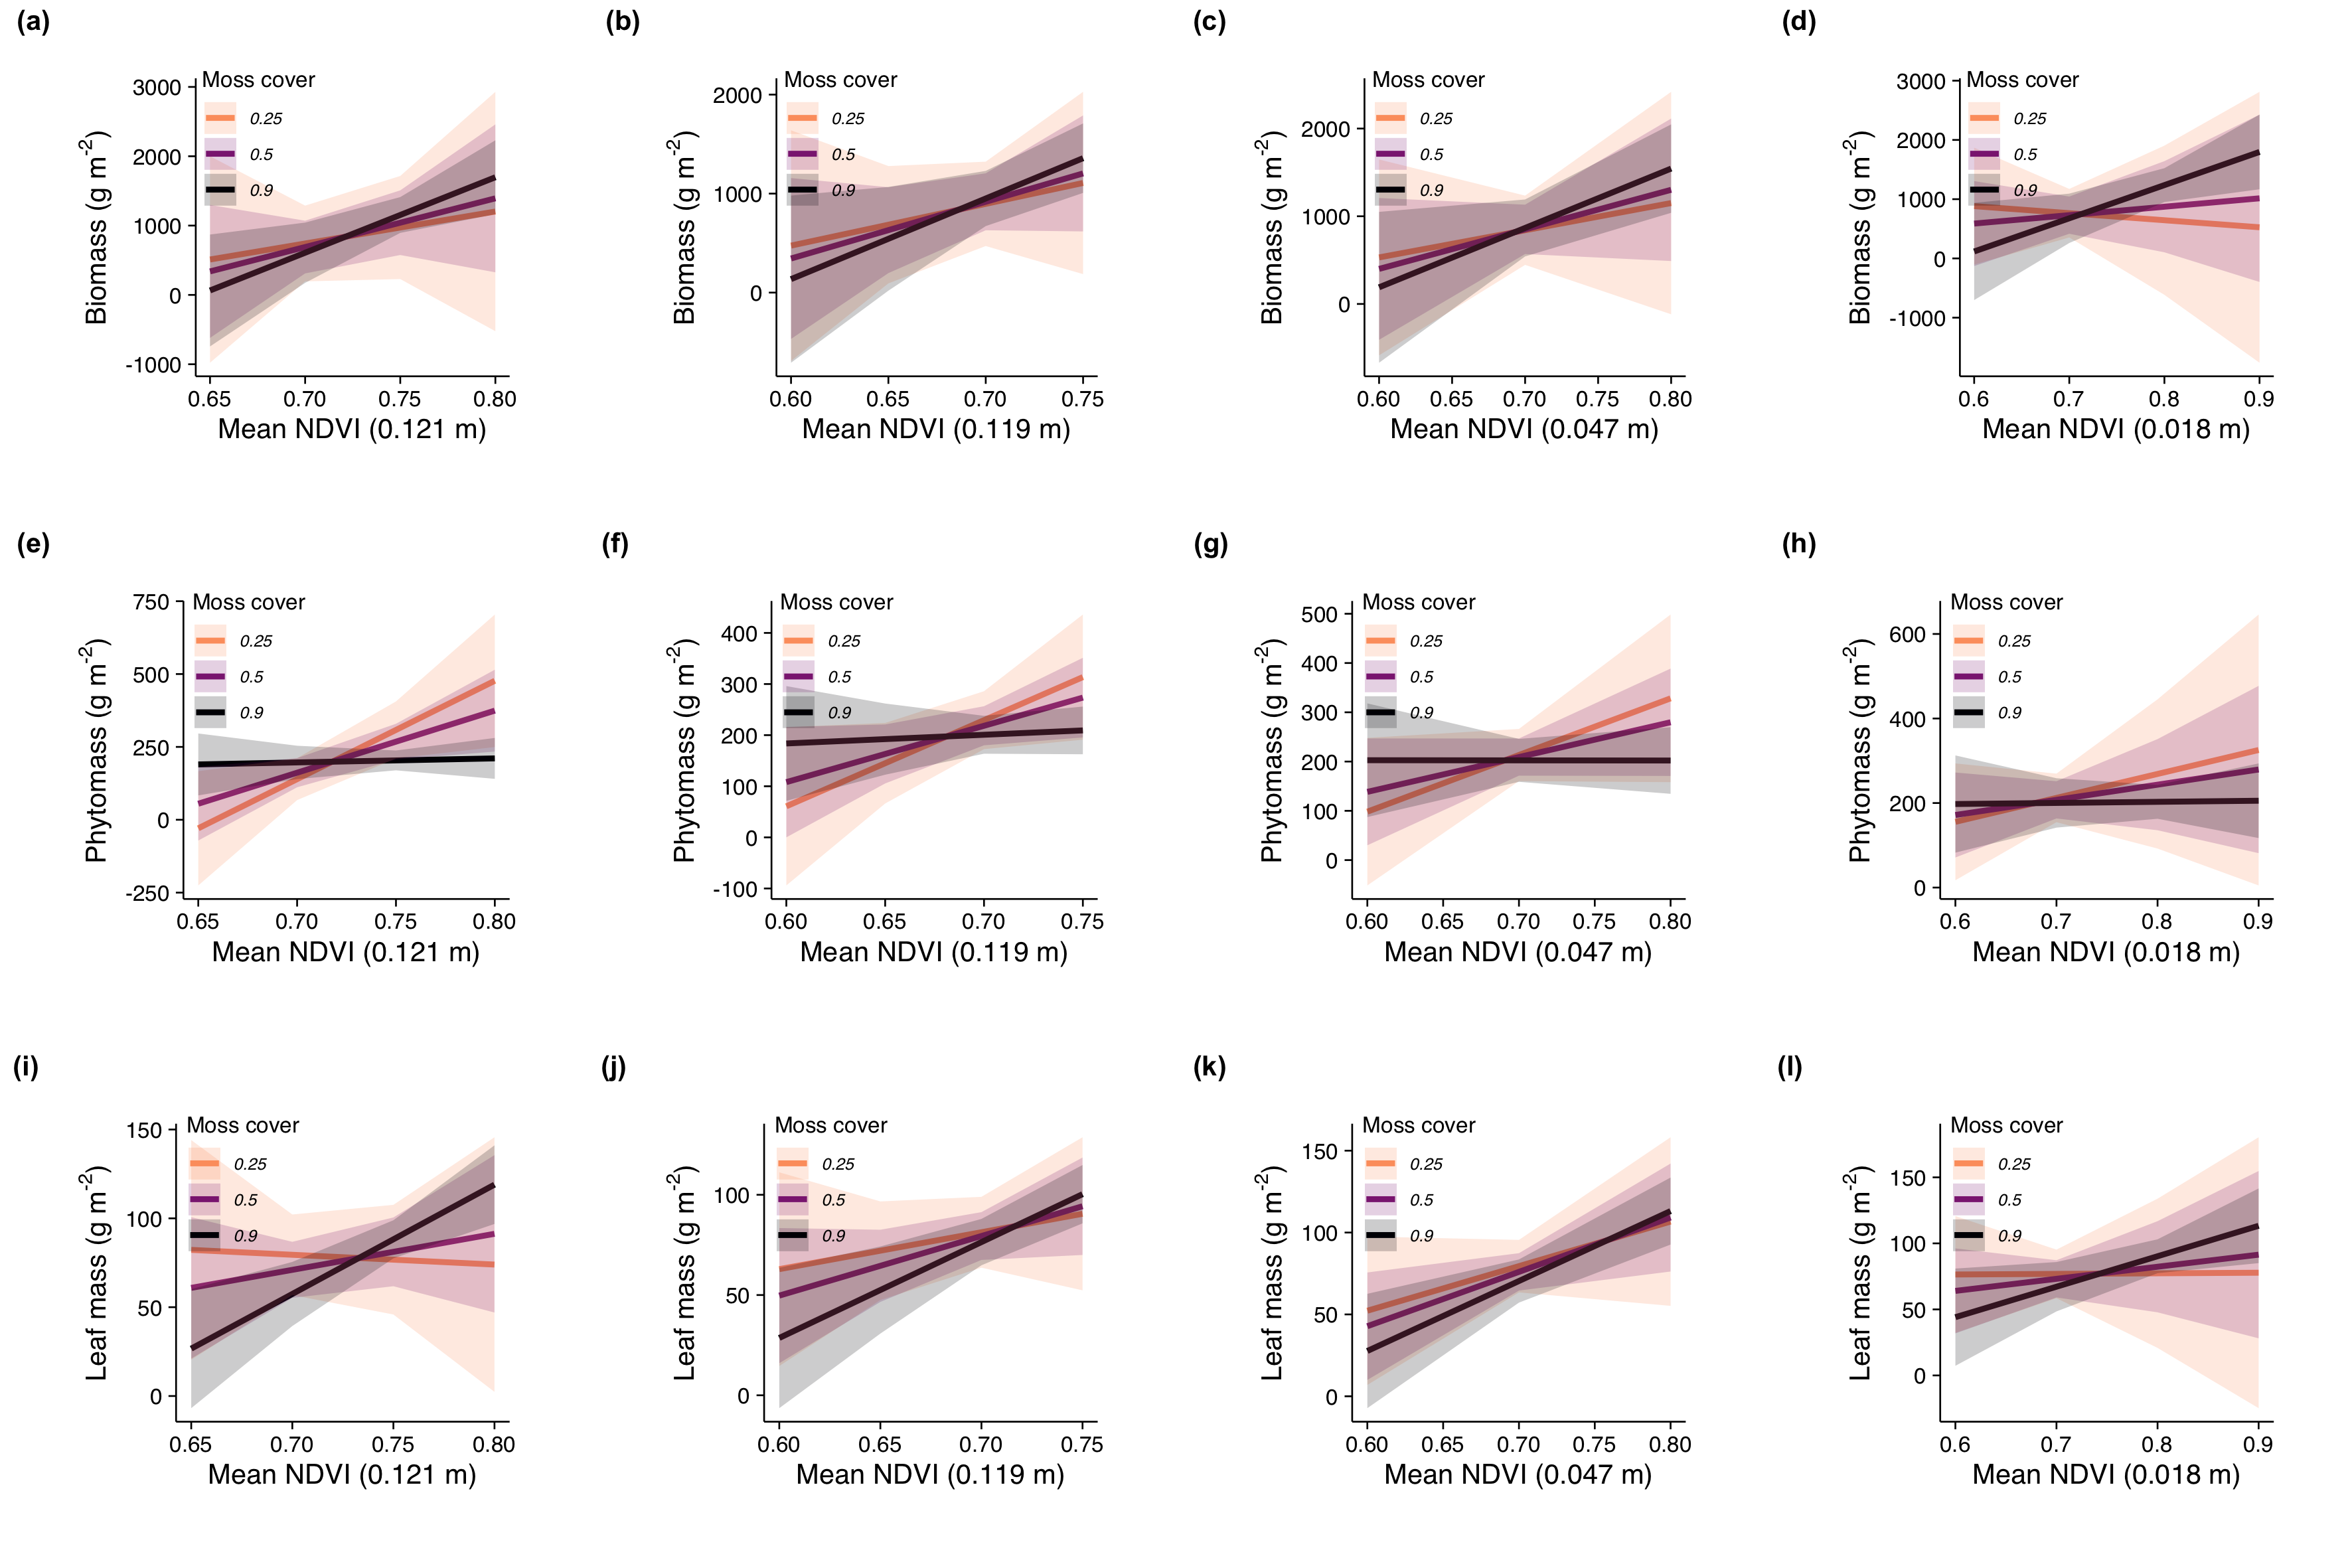 (a)
Moss cover
0.25
0.5
0.9
3000
2000
1000
0
-1000
Biomass (g m-2)
0.65 0.70 0.75 0.80
Mean NDVI (0.121 m)
(b)
Moss cover
0.25
0.5
0.9
2000
1000
0
Biomass (g m-2)
0.60 0.65 0.70 0.75
Mean NDVI (0.119 m)
(c)
Moss cover
0.25
0.5
0.9
2000
1000
0
Biomass (g m-2)
0.60 0.65 0.70 0.75 0.80
Mean NDVI (0.047 m)
(d)
Moss cover
0.25
0.5
0.9
3000
2000
1000
0
-1000
Biomass (g m-2)
0.6 0.7 0.8 0.9
Mean NDVI (0.018 m)
(e)
Moss cover
0.25
0.5
0.9
750
500
250
0
-250
Phytomass (g m-2)
0.65 0.70 0.75 0.80
Mean NDVI (0.121 m)
(f)
Moss cover
0.25
0.5
0.9
400
300
200
100
0
-100
Phytomass (g m-2)
0.60 0.65 0.70 0.75
Mean NDVI (0.119 m)
(g)
Moss cover
0.25
0.5
0.9
500
400
300
200
100
0
Phytomass (g m-2)
0.60 0.65 0.70 0.75 0.80
Mean NDVI (0.047 m)
(h)
Moss cover
0.25
0.5
0.9
600
400
200
0
Phytomass (g m-2)
0.6 0.7 0.8 0.9
Mean NDVI (0.018 m)
(i)
Moss cover
0.25
0.5
0.9
150
100
50
0
Leaf mass (g m-2)
0.65 0.70 0.75 0.80
Mean NDVI (0.121 m)
(j)
Moss cover
0.25
0.5
0.9
100
50
0
Leaf mass (g m-2)
0.60 0.65 0.70 0.75
Mean NDVI (0.119 m)
(k)
Moss cover
0.25
0.5
0.9
150
100
50
0
Leaf mass (g m-2)
0.60 0.65 0.70 0.75 0.80
Mean NDVI (0.047 m)
(l)
Moss cover
0.25
0.5
0.9
150
100
50
0
Leaf mass (g m-2)
0.6 0.7 0.8 0.9
Mean NDVI (0.018 m)